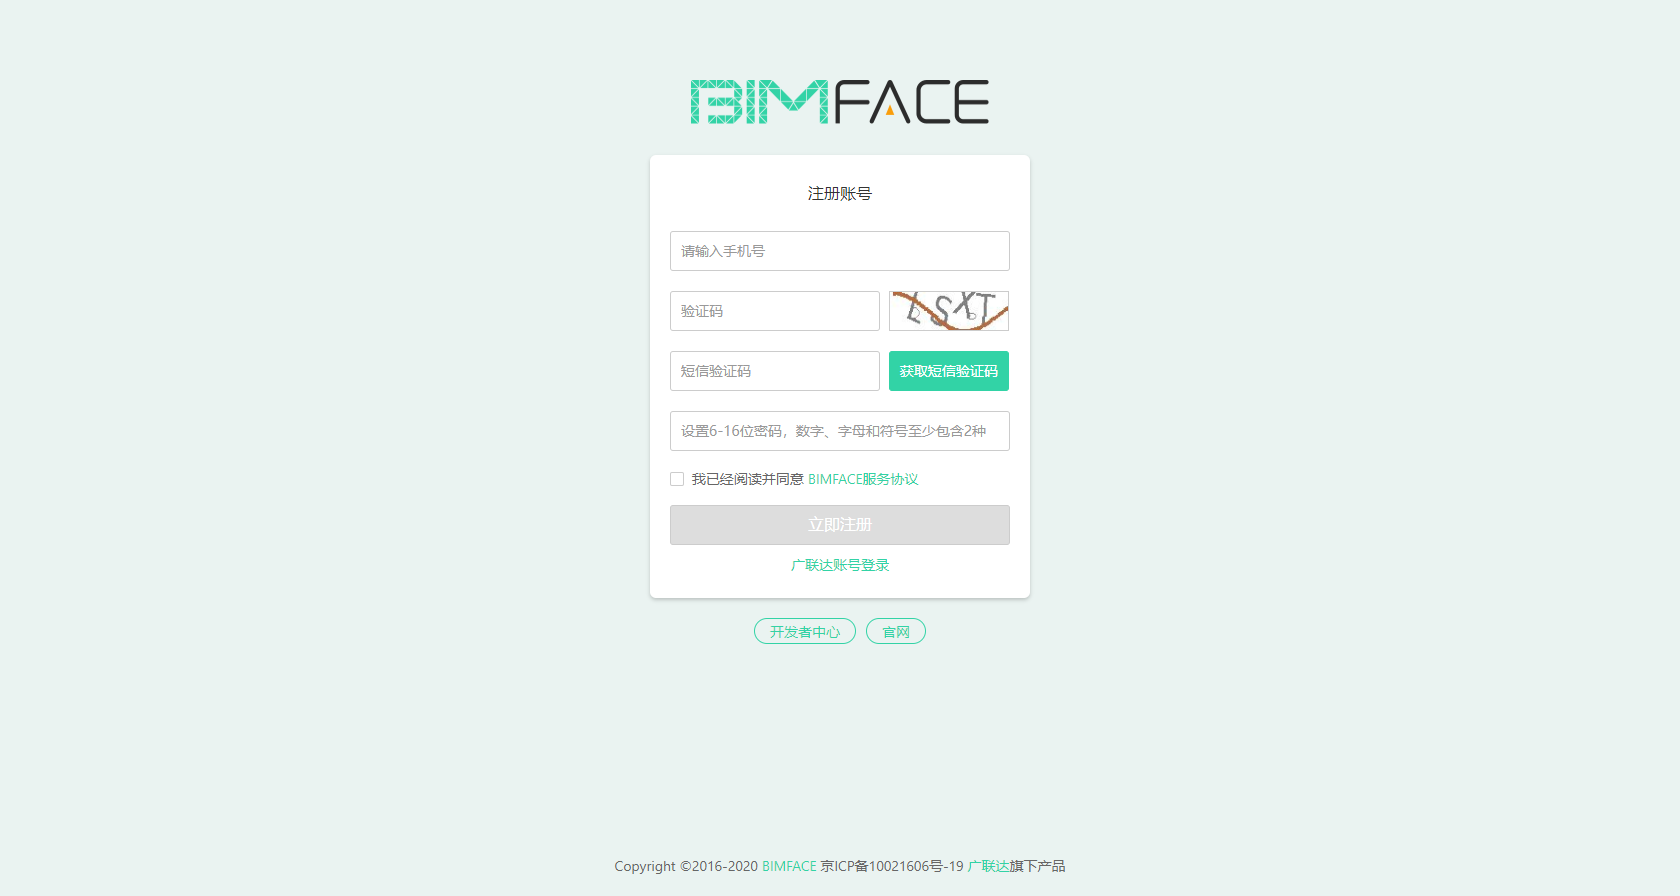 BIMFACE
注册账号
请输入手机号
验证码 LSXT
短信验证码 获取短信验证码
设置6-16位密码，数字、字母和符号至少包含2种
我已经阅读并同意 BIMFACE服务协议
立即注册
广联达账号登录
开发者中心 官网
Copyright ©2016-2020 BIMFACE 京ICP备10021606号-19 广联达旗下产品